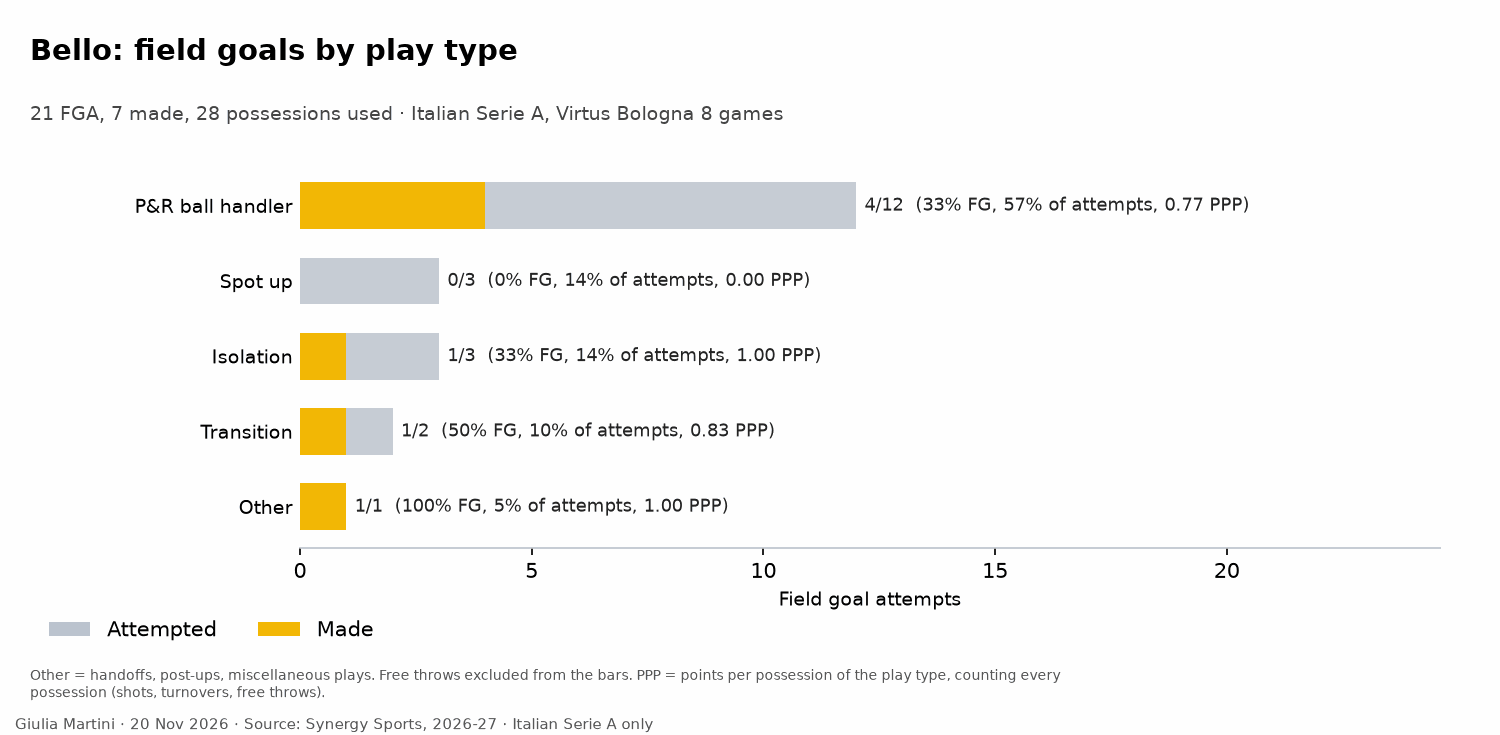 Bello: field goals by play type
21 FGA, 7 made, 28 possessions used · Italian Serie A, Virtus Bologna 8 games
P&R ball handler
4/12  (33% FG, 57% of attempts, 0.77 PPP)
Spot up
0/3  (0% FG, 14% of attempts, 0.00 PPP)
Isolation
1/3  (33% FG, 14% of attempts, 1.00 PPP)
Transition
1/2  (50% FG, 10% of attempts, 0.83 PPP)
Other
1/1  (100% FG, 5% of attempts, 1.00 PPP)
0 5 10 15 20
Field goal attempts
Attempted Made
Other = handoffs, post-ups, miscellaneous plays. Free throws excluded from the bars. PPP = points per possession of the play type, counting every
possession (shots, turnovers, free throws).
Giulia Martini · 20 Nov 2026 · Source: Synergy Sports, 2026-27 · Italian Serie A only